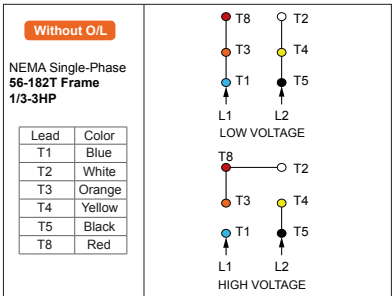 Without O/L
NEMA Single-Phase
56-182T Frame
1/3-3HP
Lead Color
T1 Blue
T2 White
T3 Orange
T4 Yellow
T5 Black
T8 Red
T8 T2
T3 T4
T1 T5
L1 L2
LOW VOLTAGE
T8
T2
T3 T4
T1 T5
L1 L2
HIGH VOLTAGE